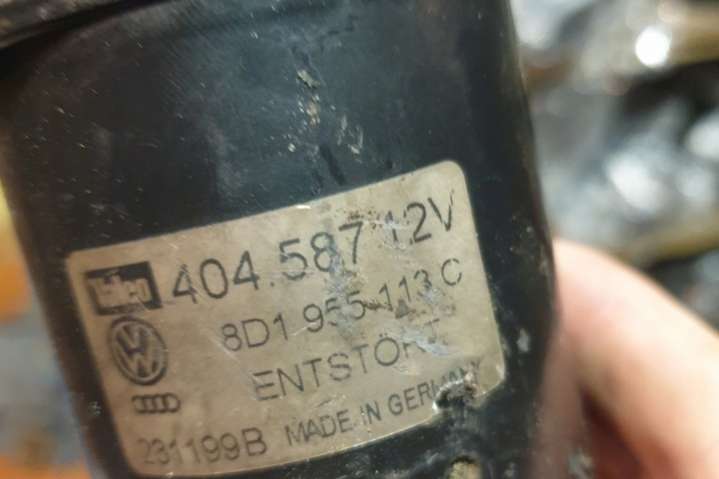 Valeo 404.587 12V
8D1 955 113 C
ENTSTÖRT
231199B MADE IN GERMANY